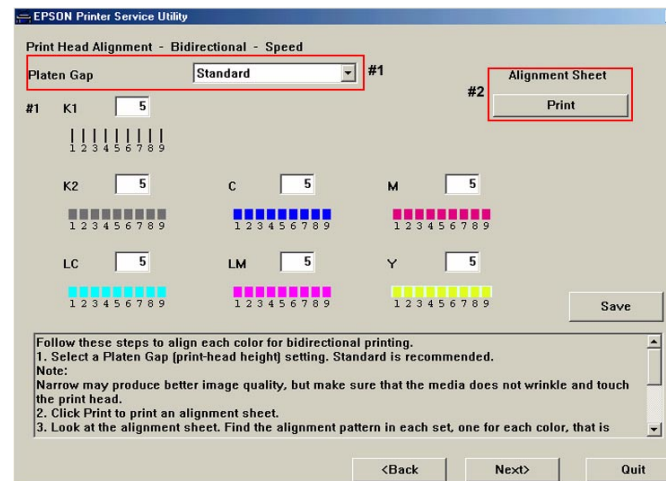 EPSON Printer Service Utility
Print Head Alignment - Bidirectional - Speed
Platen Gap Standard #1
Alignment Sheet
#2 Print
#1 K1 5
1 2 3 4 5 6 7 8 9
K2 5 C 5 M 5
1 2 3 4 5 6 7 8 9 1 2 3 4 5 6 7 8 9 1 2 3 4 5 6 7 8 9
LC 5 LM 5 Y 5
1 2 3 4 5 6 7 8 9 1 2 3 4 5 6 7 8 9 1 2 3 4 5 6 7 8 9
Save
Follow these steps to align each color for bidirectional printing.
1. Select a Platen Gap (print-head height) setting. Standard is recommended.
Note:
Narrow may produce better image quality, but make sure that the media does not wrinkle and touch
the print head.
2. Click Print to print an alignment sheet.
3. Look at the alignment sheet. Find the alignment pattern in each set, one for each color, that is
<Back Next> Quit